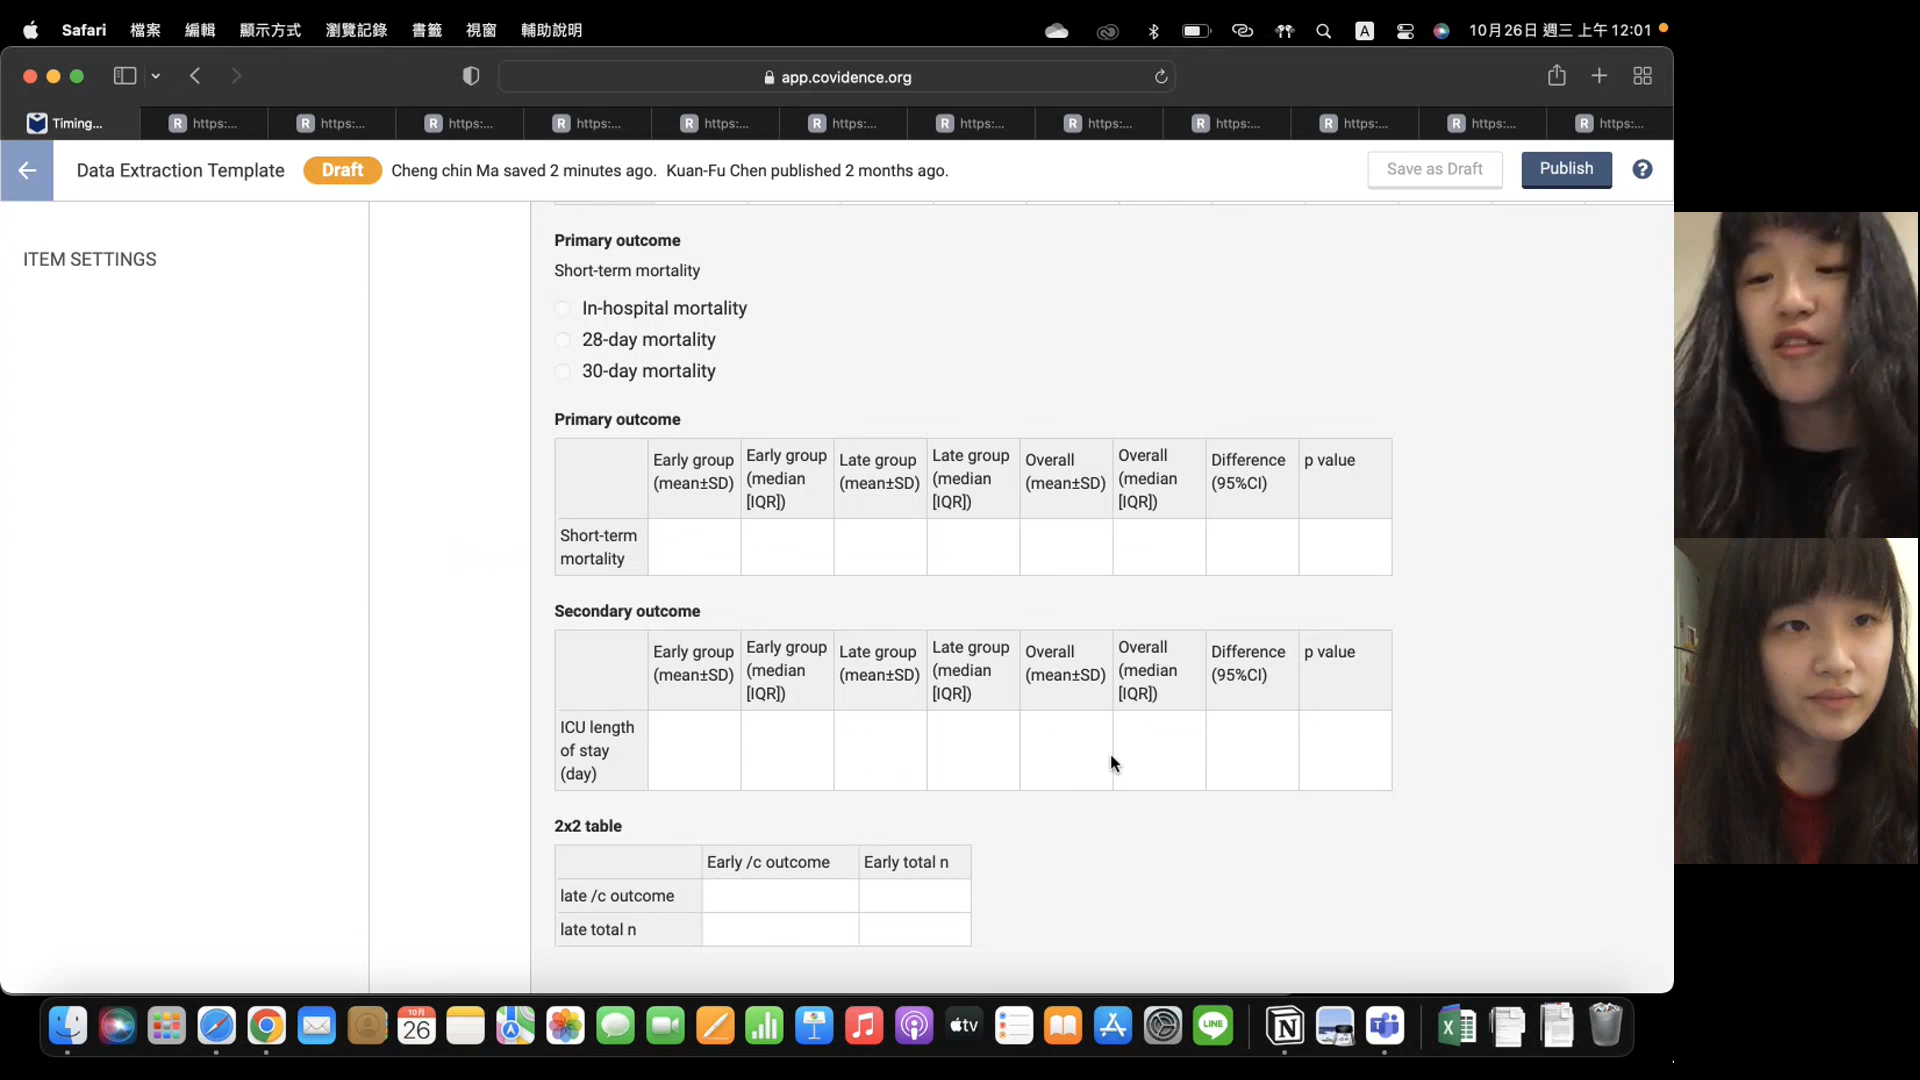 Safari 檔案 編輯 顯示方式 瀏覽記錄 書籤 視窗 輔助說明 A 10月26日 週三 上午 12:01
app.covidence.org
Timing... R https:... R https:... R https:... R https:... R https:... R https:... R https:... R https:... R https:... R https:... R https:... R https:...
Data Extraction Template Draft Cheng chin Ma saved 2 minutes ago. Kuan-Fu Chen published 2 months ago. Save as Draft Publish ?
ITEM SETTINGS
Primary outcome
Short-term mortality
In-hospital mortality
28-day mortality
30-day mortality
Primary outcome
Early group (mean±SD) Early group (median [IQR]) Late group (mean±SD) Late group (median [IQR]) Overall (mean±SD) Overall (median [IQR]) Difference (95%CI) p value
Short-term mortality
Secondary outcome
Early group (mean±SD) Early group (median [IQR]) Late group (mean±SD) Late group (median [IQR]) Overall (mean±SD) Overall (median [IQR]) Difference (95%CI) p value
ICU length of stay (day)
2x2 table
Early /c outcome Early total n
late /c outcome
late total n
10月
26
tv
LINE
N
T
X